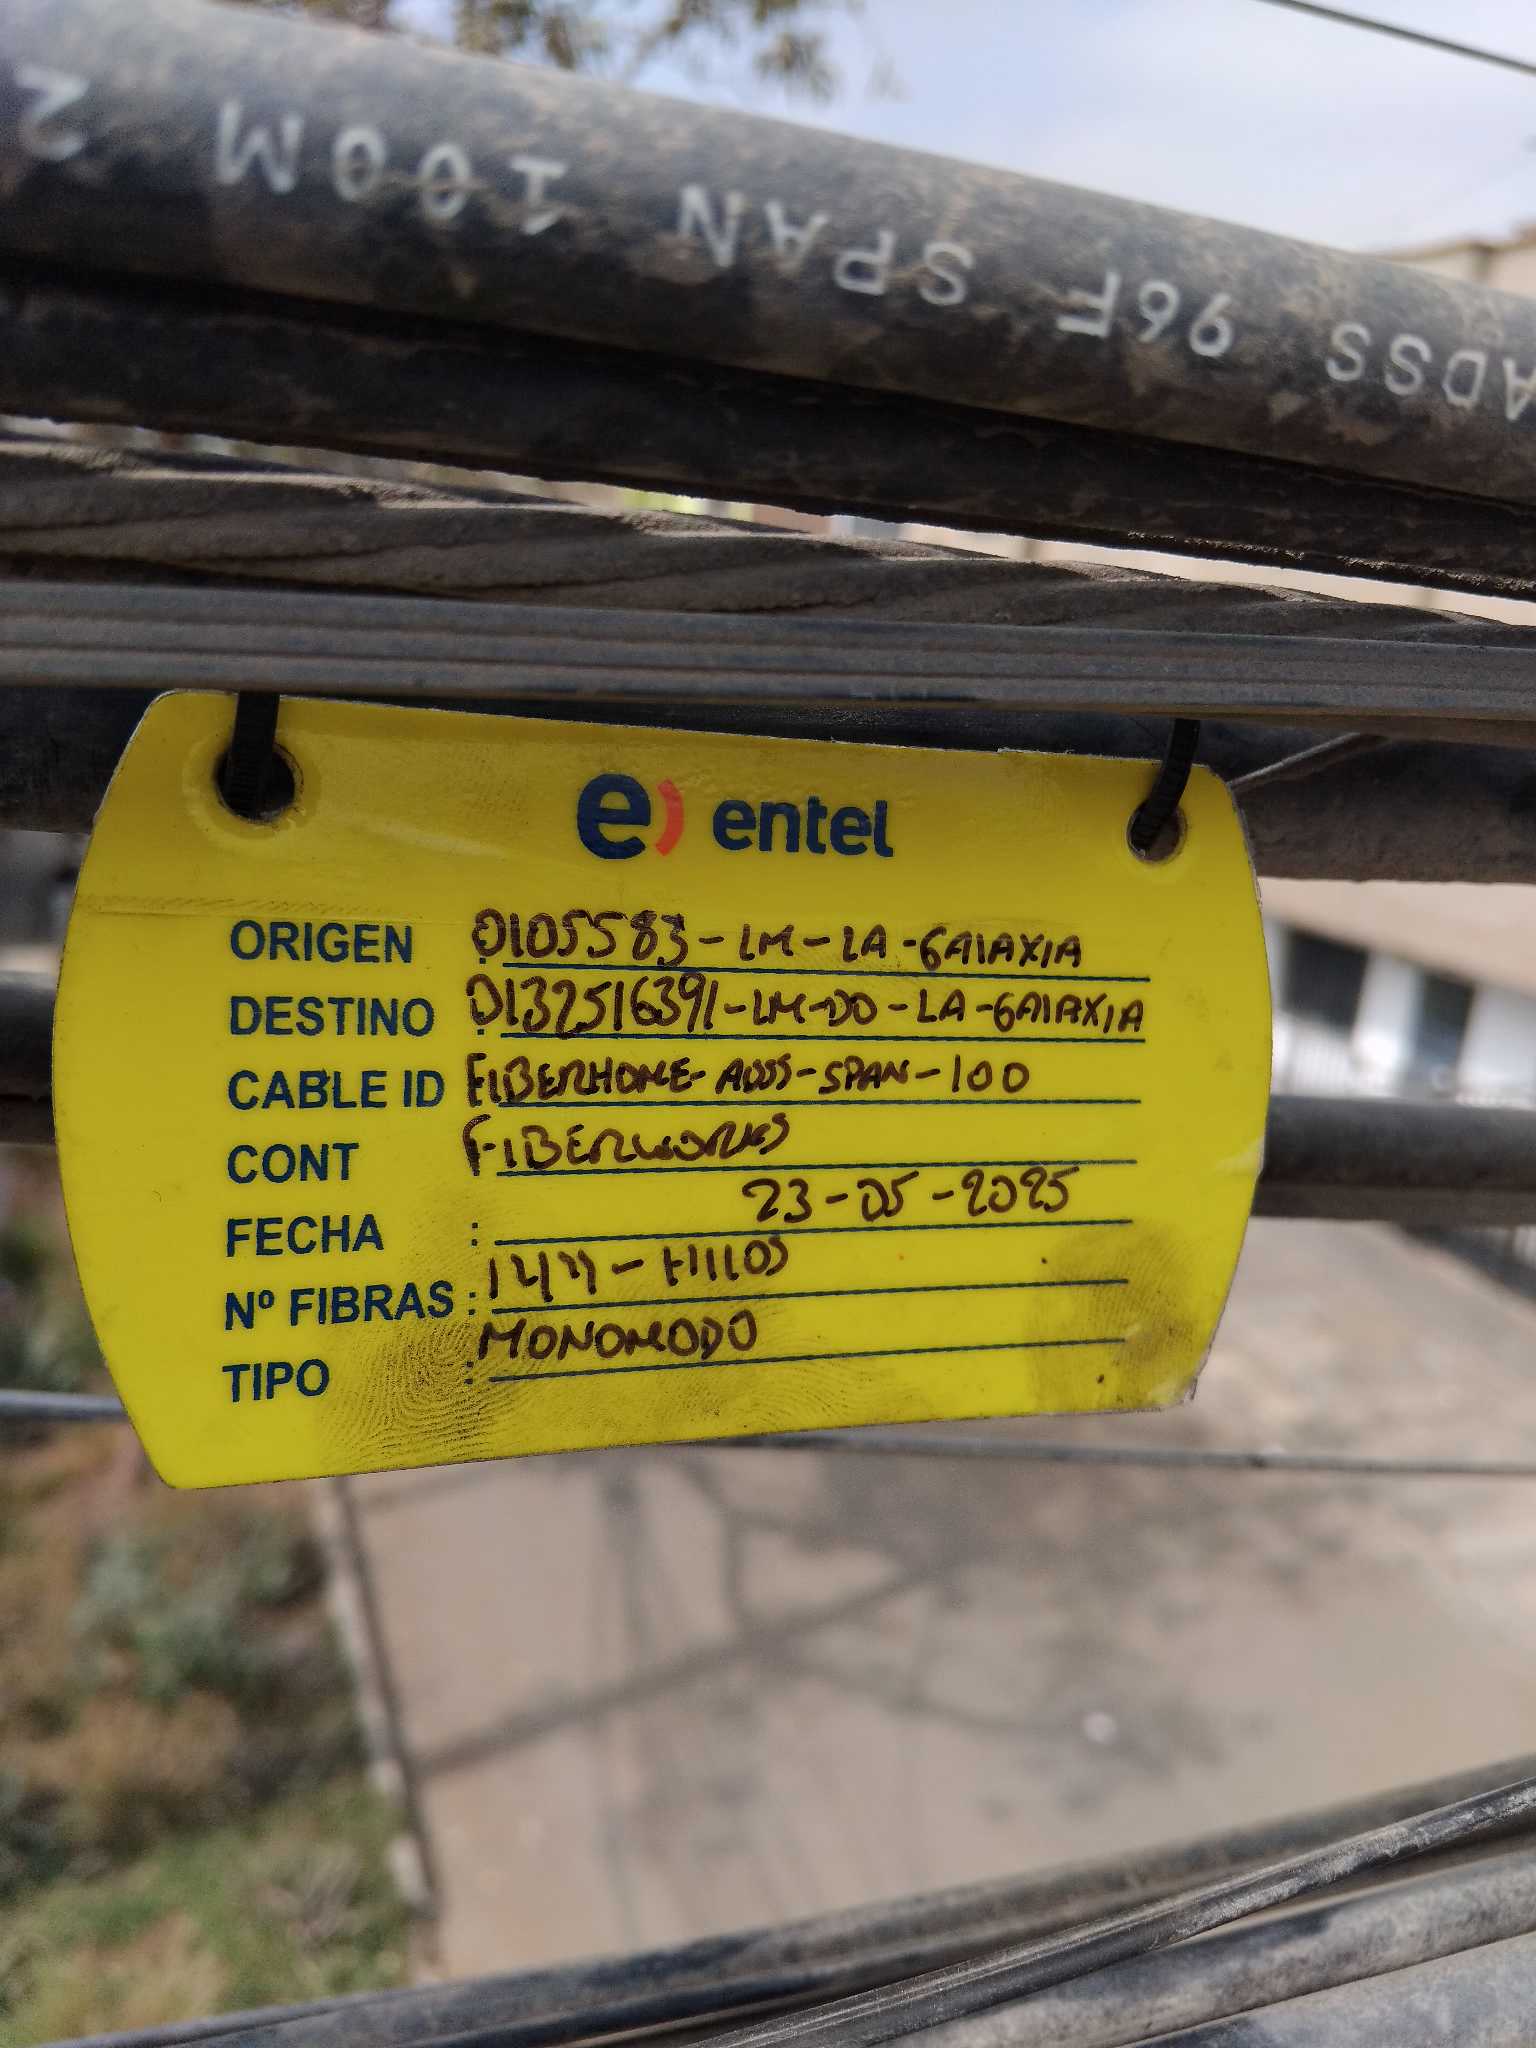 ADSS 96F SPAN 100M 2
e) entel
ORIGEN : 0105583-LM-LA-GALAXIA
DESTINO : 0132516391-LM-DO-LA-GALAXIA
CABLE ID FIBERHOME-ADSS-SPAN-100
CONT FIBERWORKS
FECHA : 23-05-2025
Nº FIBRAS : 144-HILOS
TIPO : MONOMODO